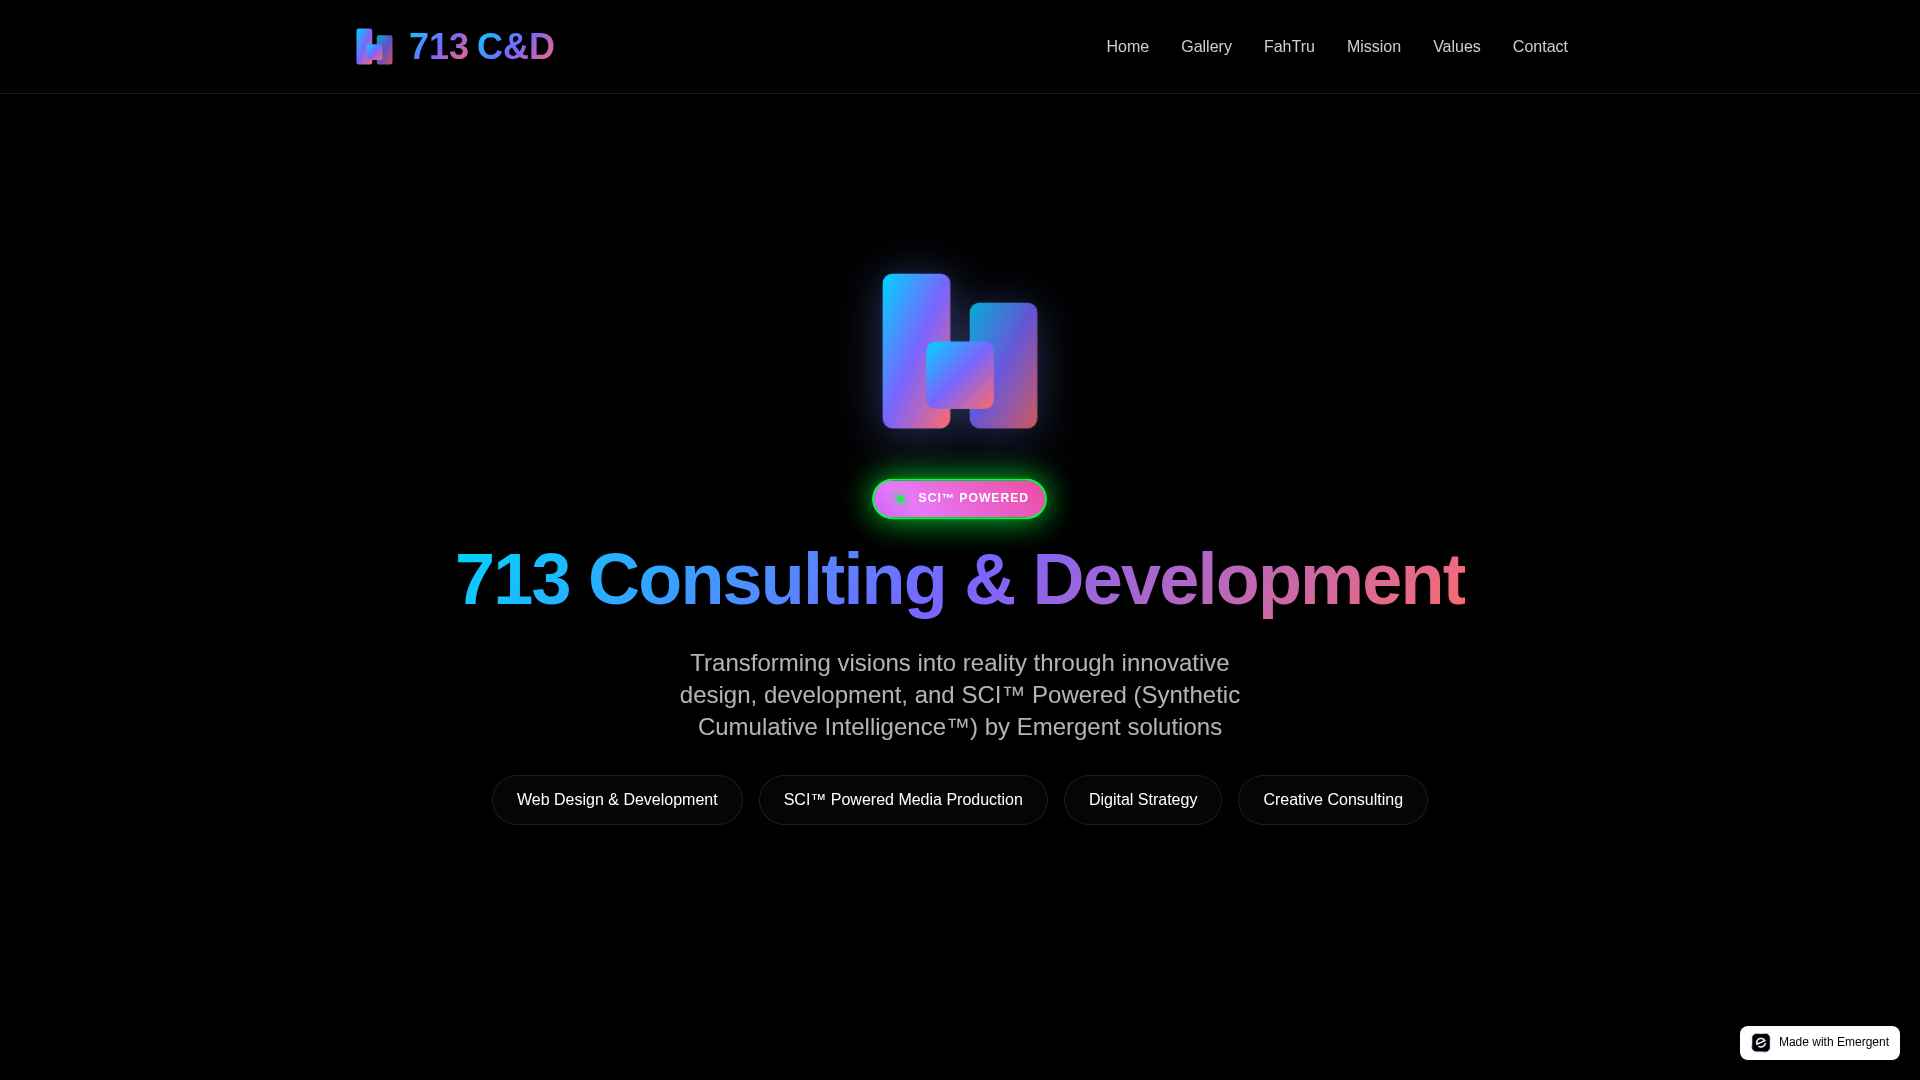 713 C&D
Home
Gallery
FahTru
Mission
Values
Contact
SCI™ POWERED
713 Consulting & Development
Transforming visions into reality through innovative
design, development, and SCI™ Powered (Synthetic
Cumulative Intelligence™) by Emergent solutions
Web Design & Development
SCI™ Powered Media Production
Digital Strategy
Creative Consulting
Made with Emergent